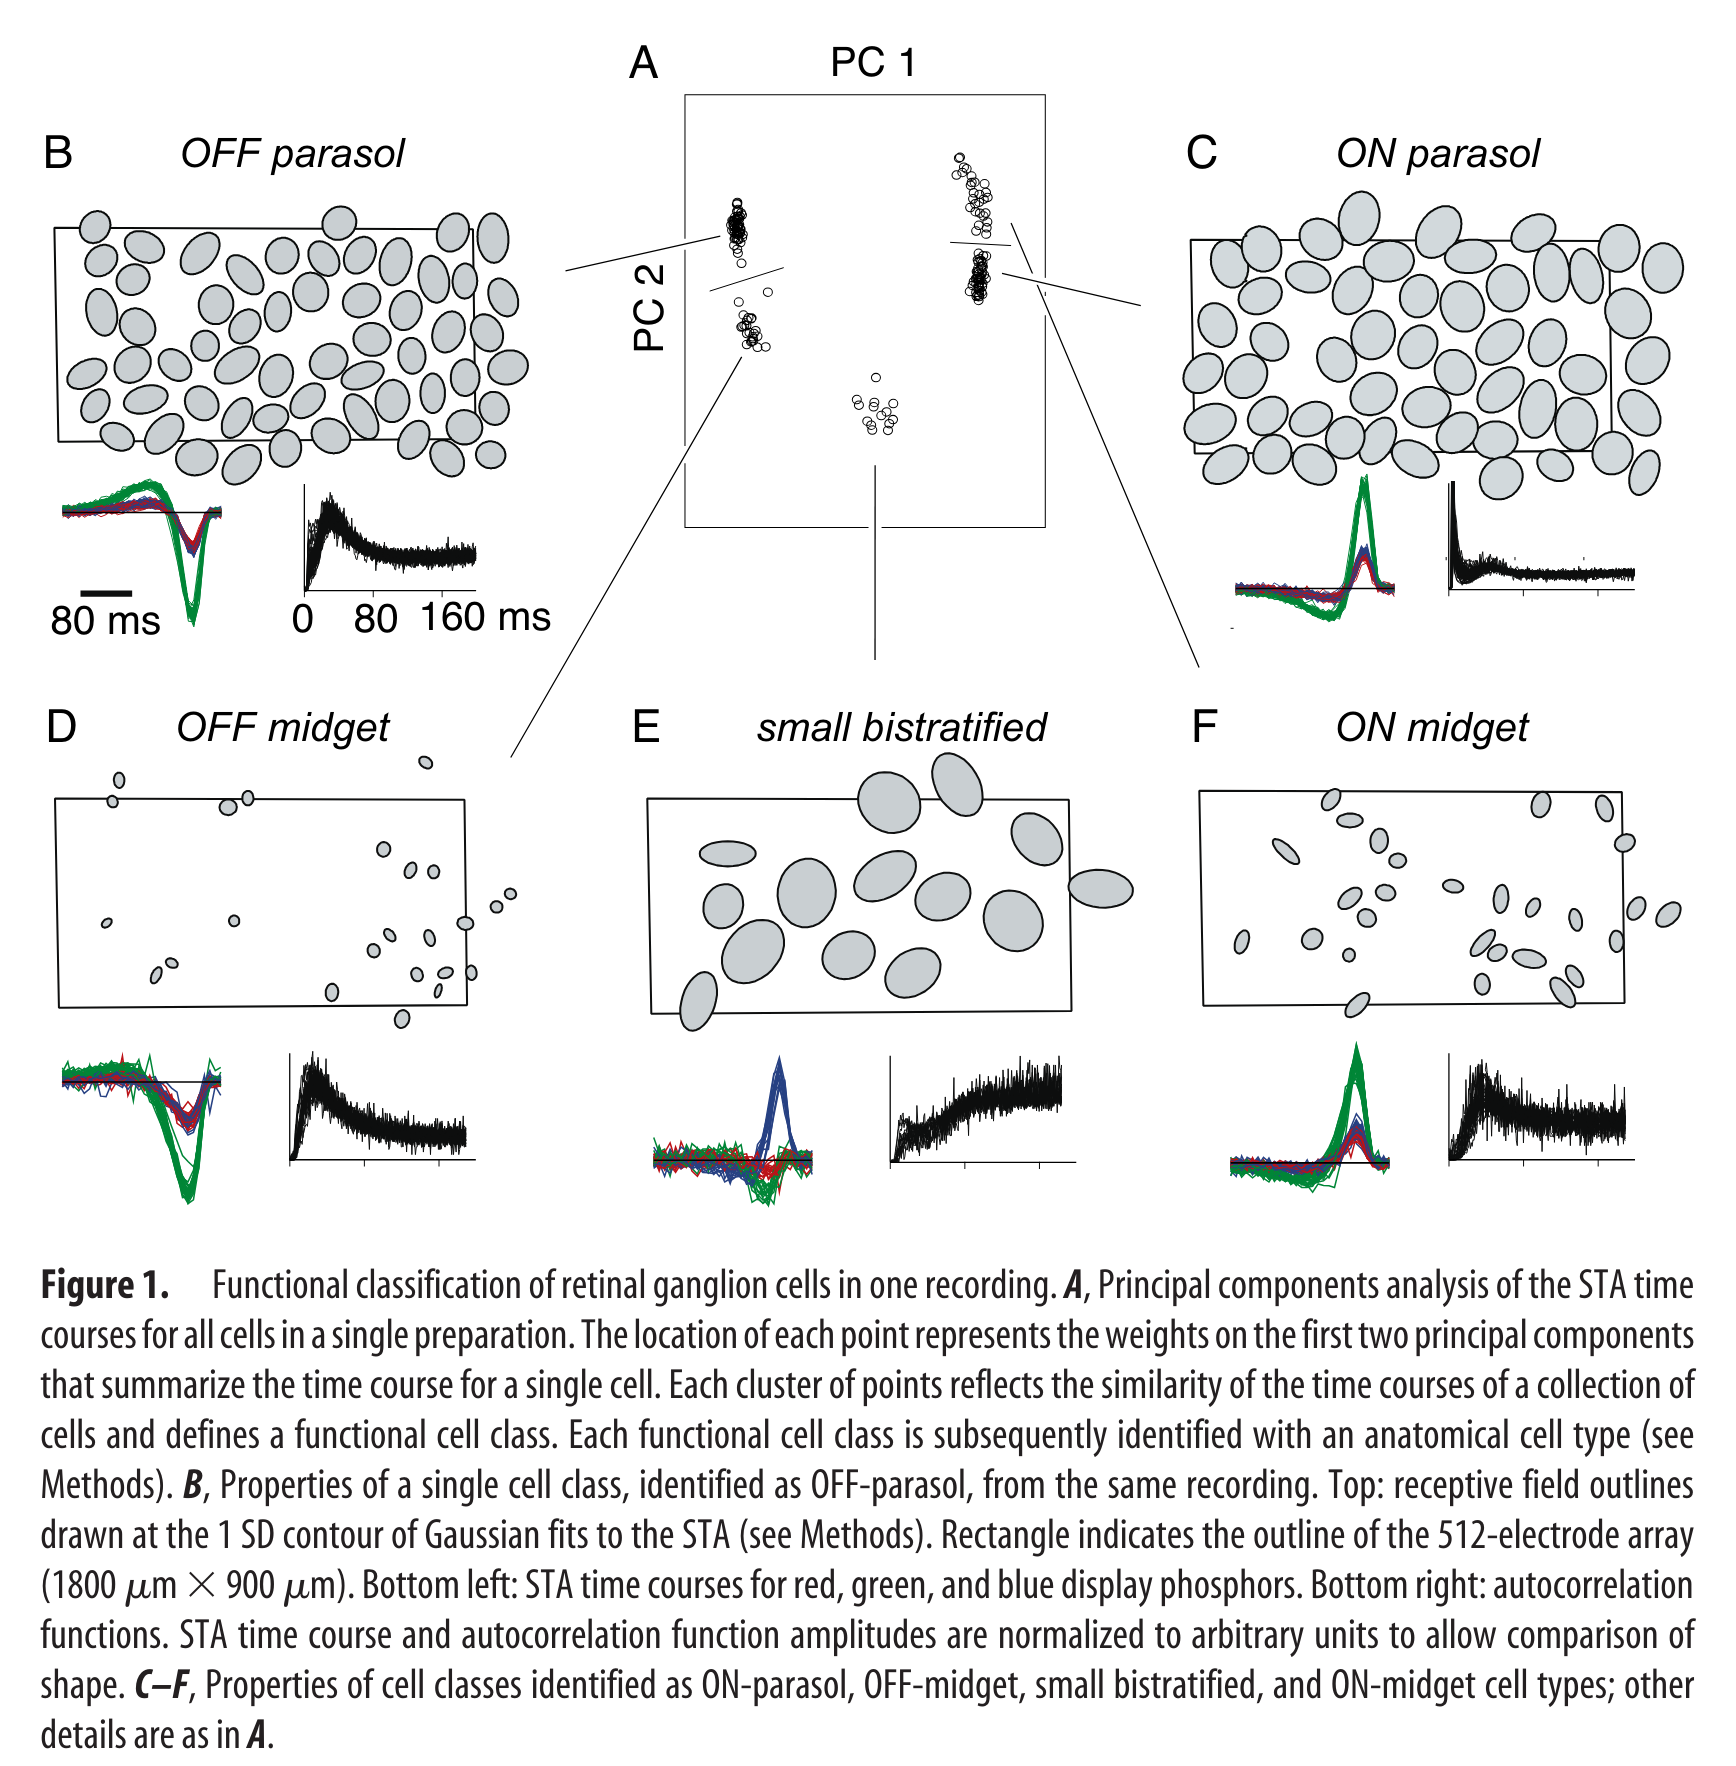 A
PC 1
PC 2
B
OFF parasol
80 ms
0 80 160 ms
C
ON parasol
D
OFF midget
E
small bistratified
F
ON midget
Figure 1. Functional classification of retinal ganglion cells in one recording. A, Principal components analysis of the STA time
courses for all cells in a single preparation. The location of each point represents the weights on the first two principal components
that summarize the time course for a single cell. Each cluster of points reflects the similarity of the time courses of a collection of
cells and defines a functional cell class. Each functional cell class is subsequently identified with an anatomical cell type (see
Methods). B, Properties of a single cell class, identified as OFF-parasol, from the same recording. Top: receptive field outlines
drawn at the 1 SD contour of Gaussian fits to the STA (see Methods). Rectangle indicates the outline of the 512-electrode array
(1800 μm × 900 μm). Bottom left: STA time courses for red, green, and blue display phosphors. Bottom right: autocorrelation
functions. STA time course and autocorrelation function amplitudes are normalized to arbitrary units to allow comparison of
shape. C–F, Properties of cell classes identified as ON-parasol, OFF-midget, small bistratified, and ON-midget cell types; other
details are as in A.